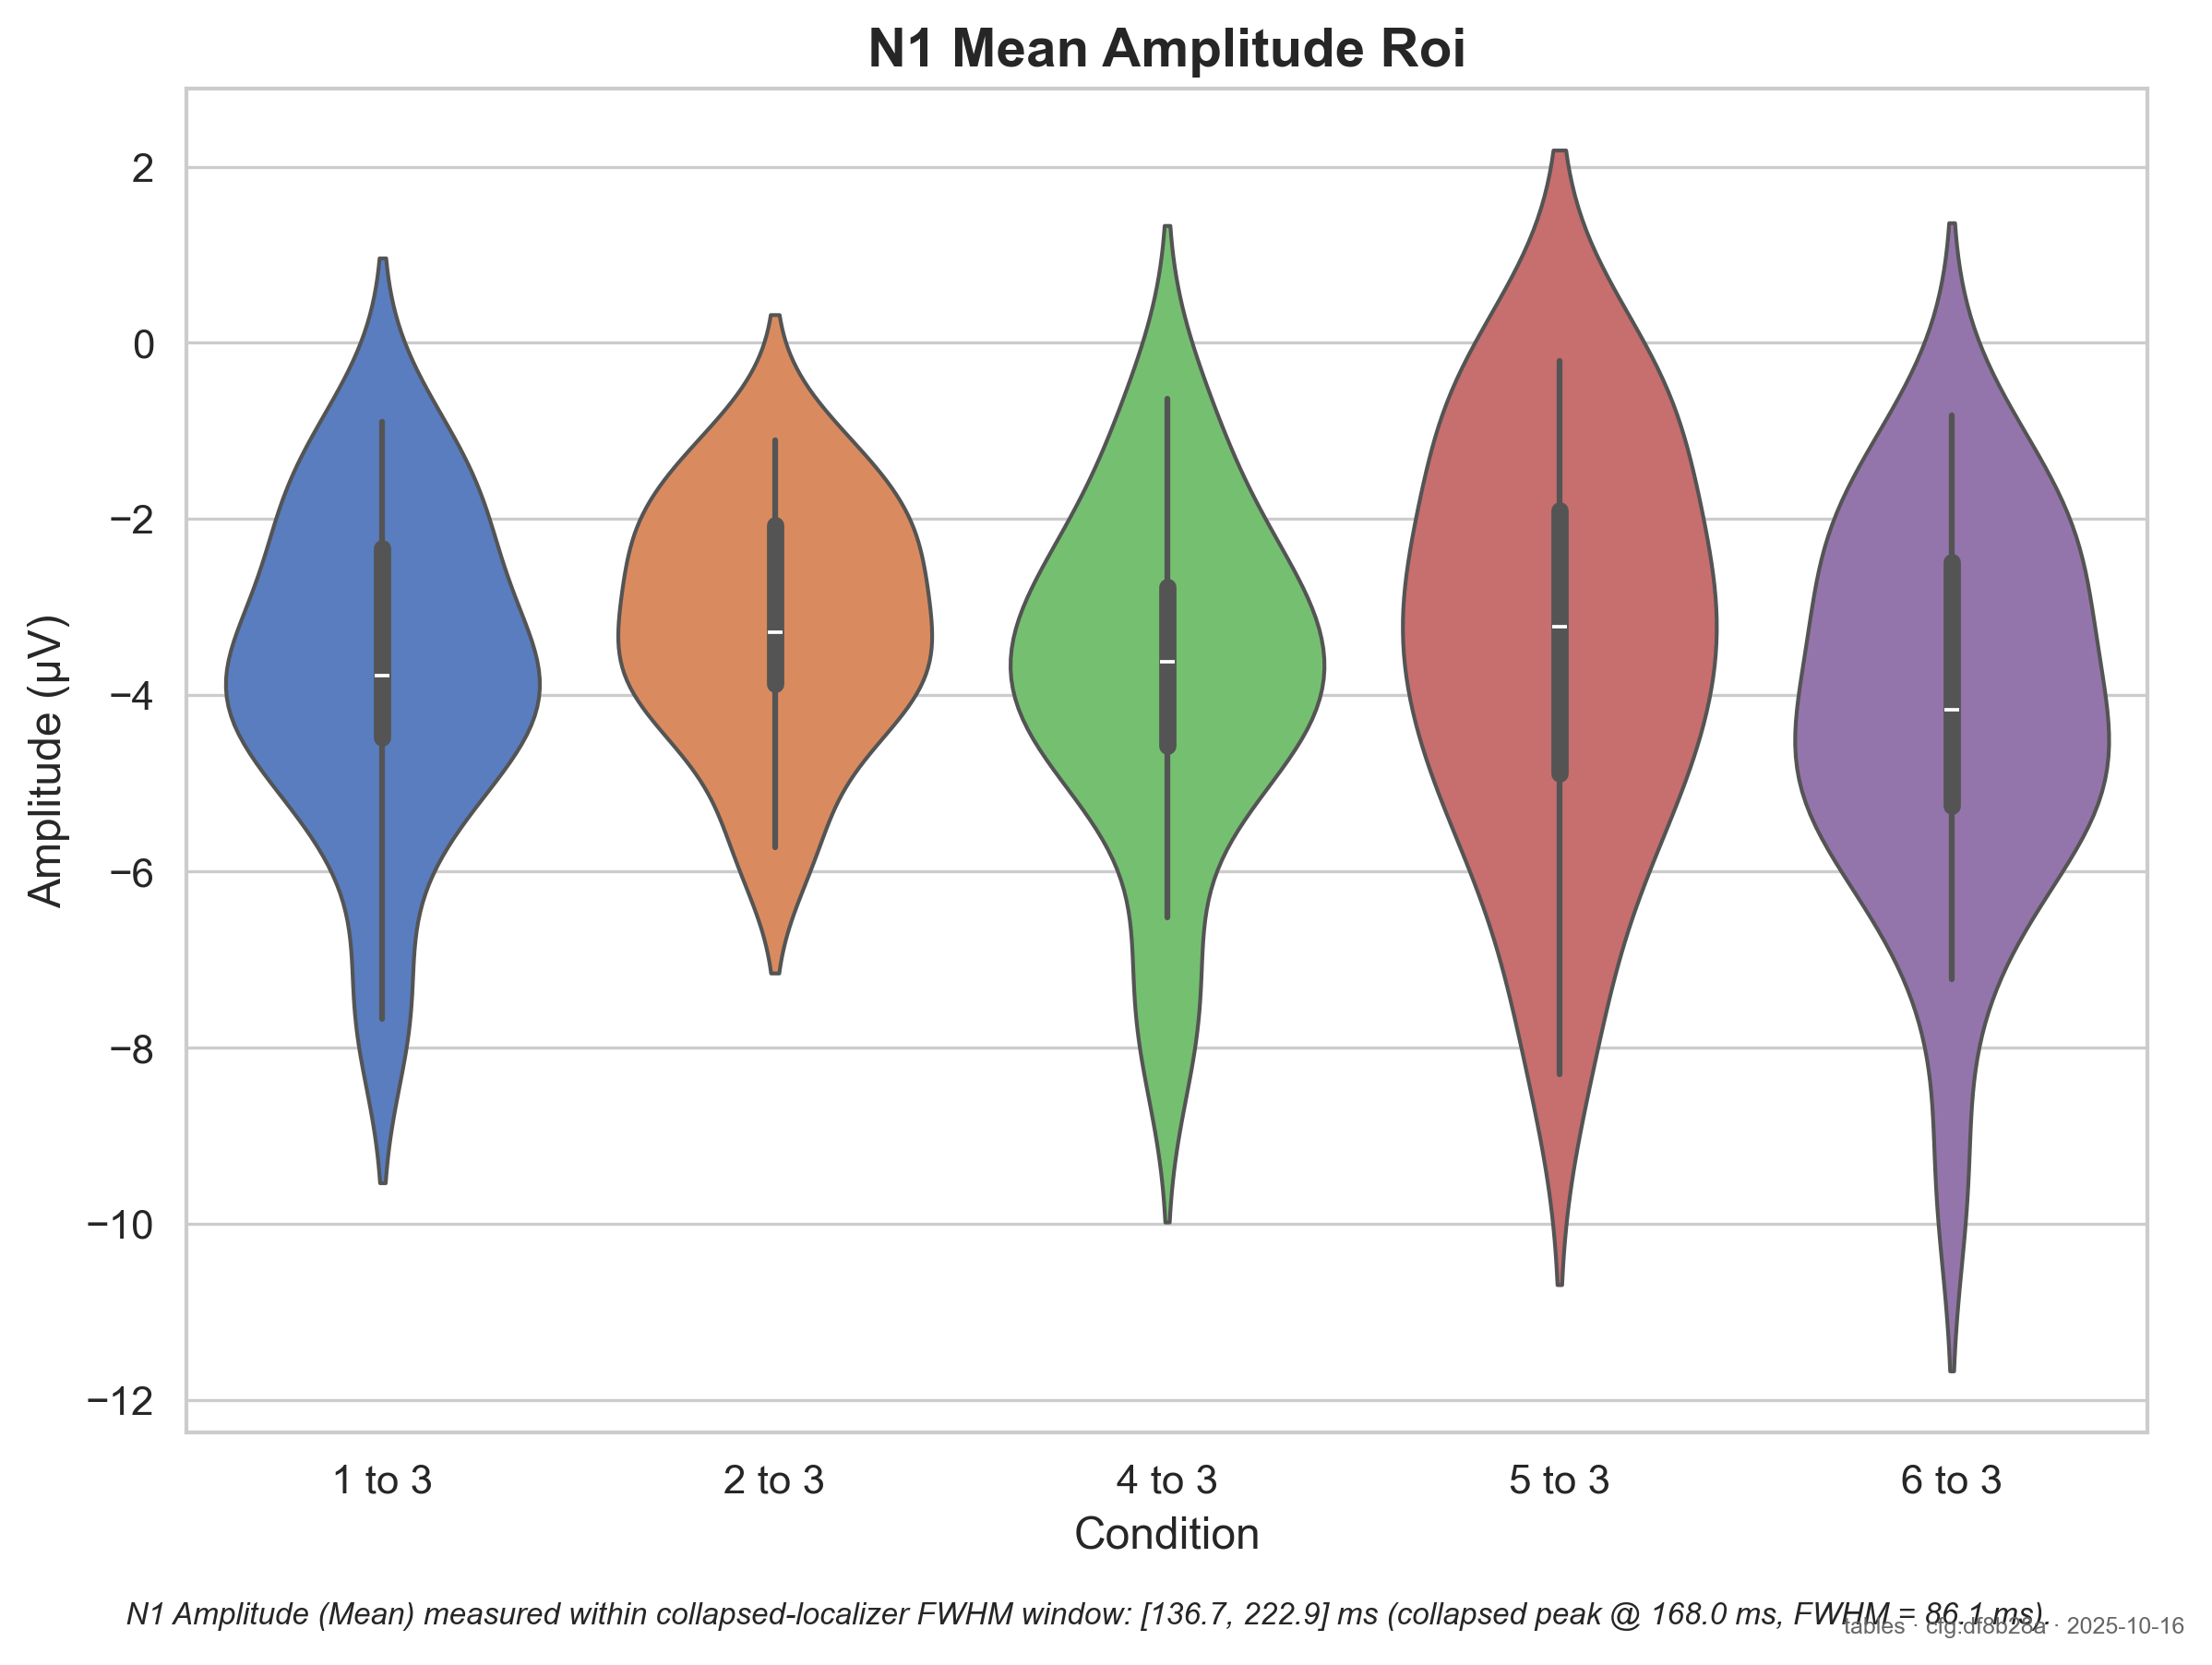 N1 Mean Amplitude Roi
Amplitude (µV)
2
0
−2
−4
−6
−8
−10
−12
1 to 3
2 to 3
4 to 3
5 to 3
6 to 3
Condition
N1 Amplitude (Mean) measured within collapsed-localizer FWHM window: [136.7, 222.9] ms (collapsed peak @ 168.0 ms, FWHM = 86.1 ms).
tables · cfg:df8b28a · 2025-10-16